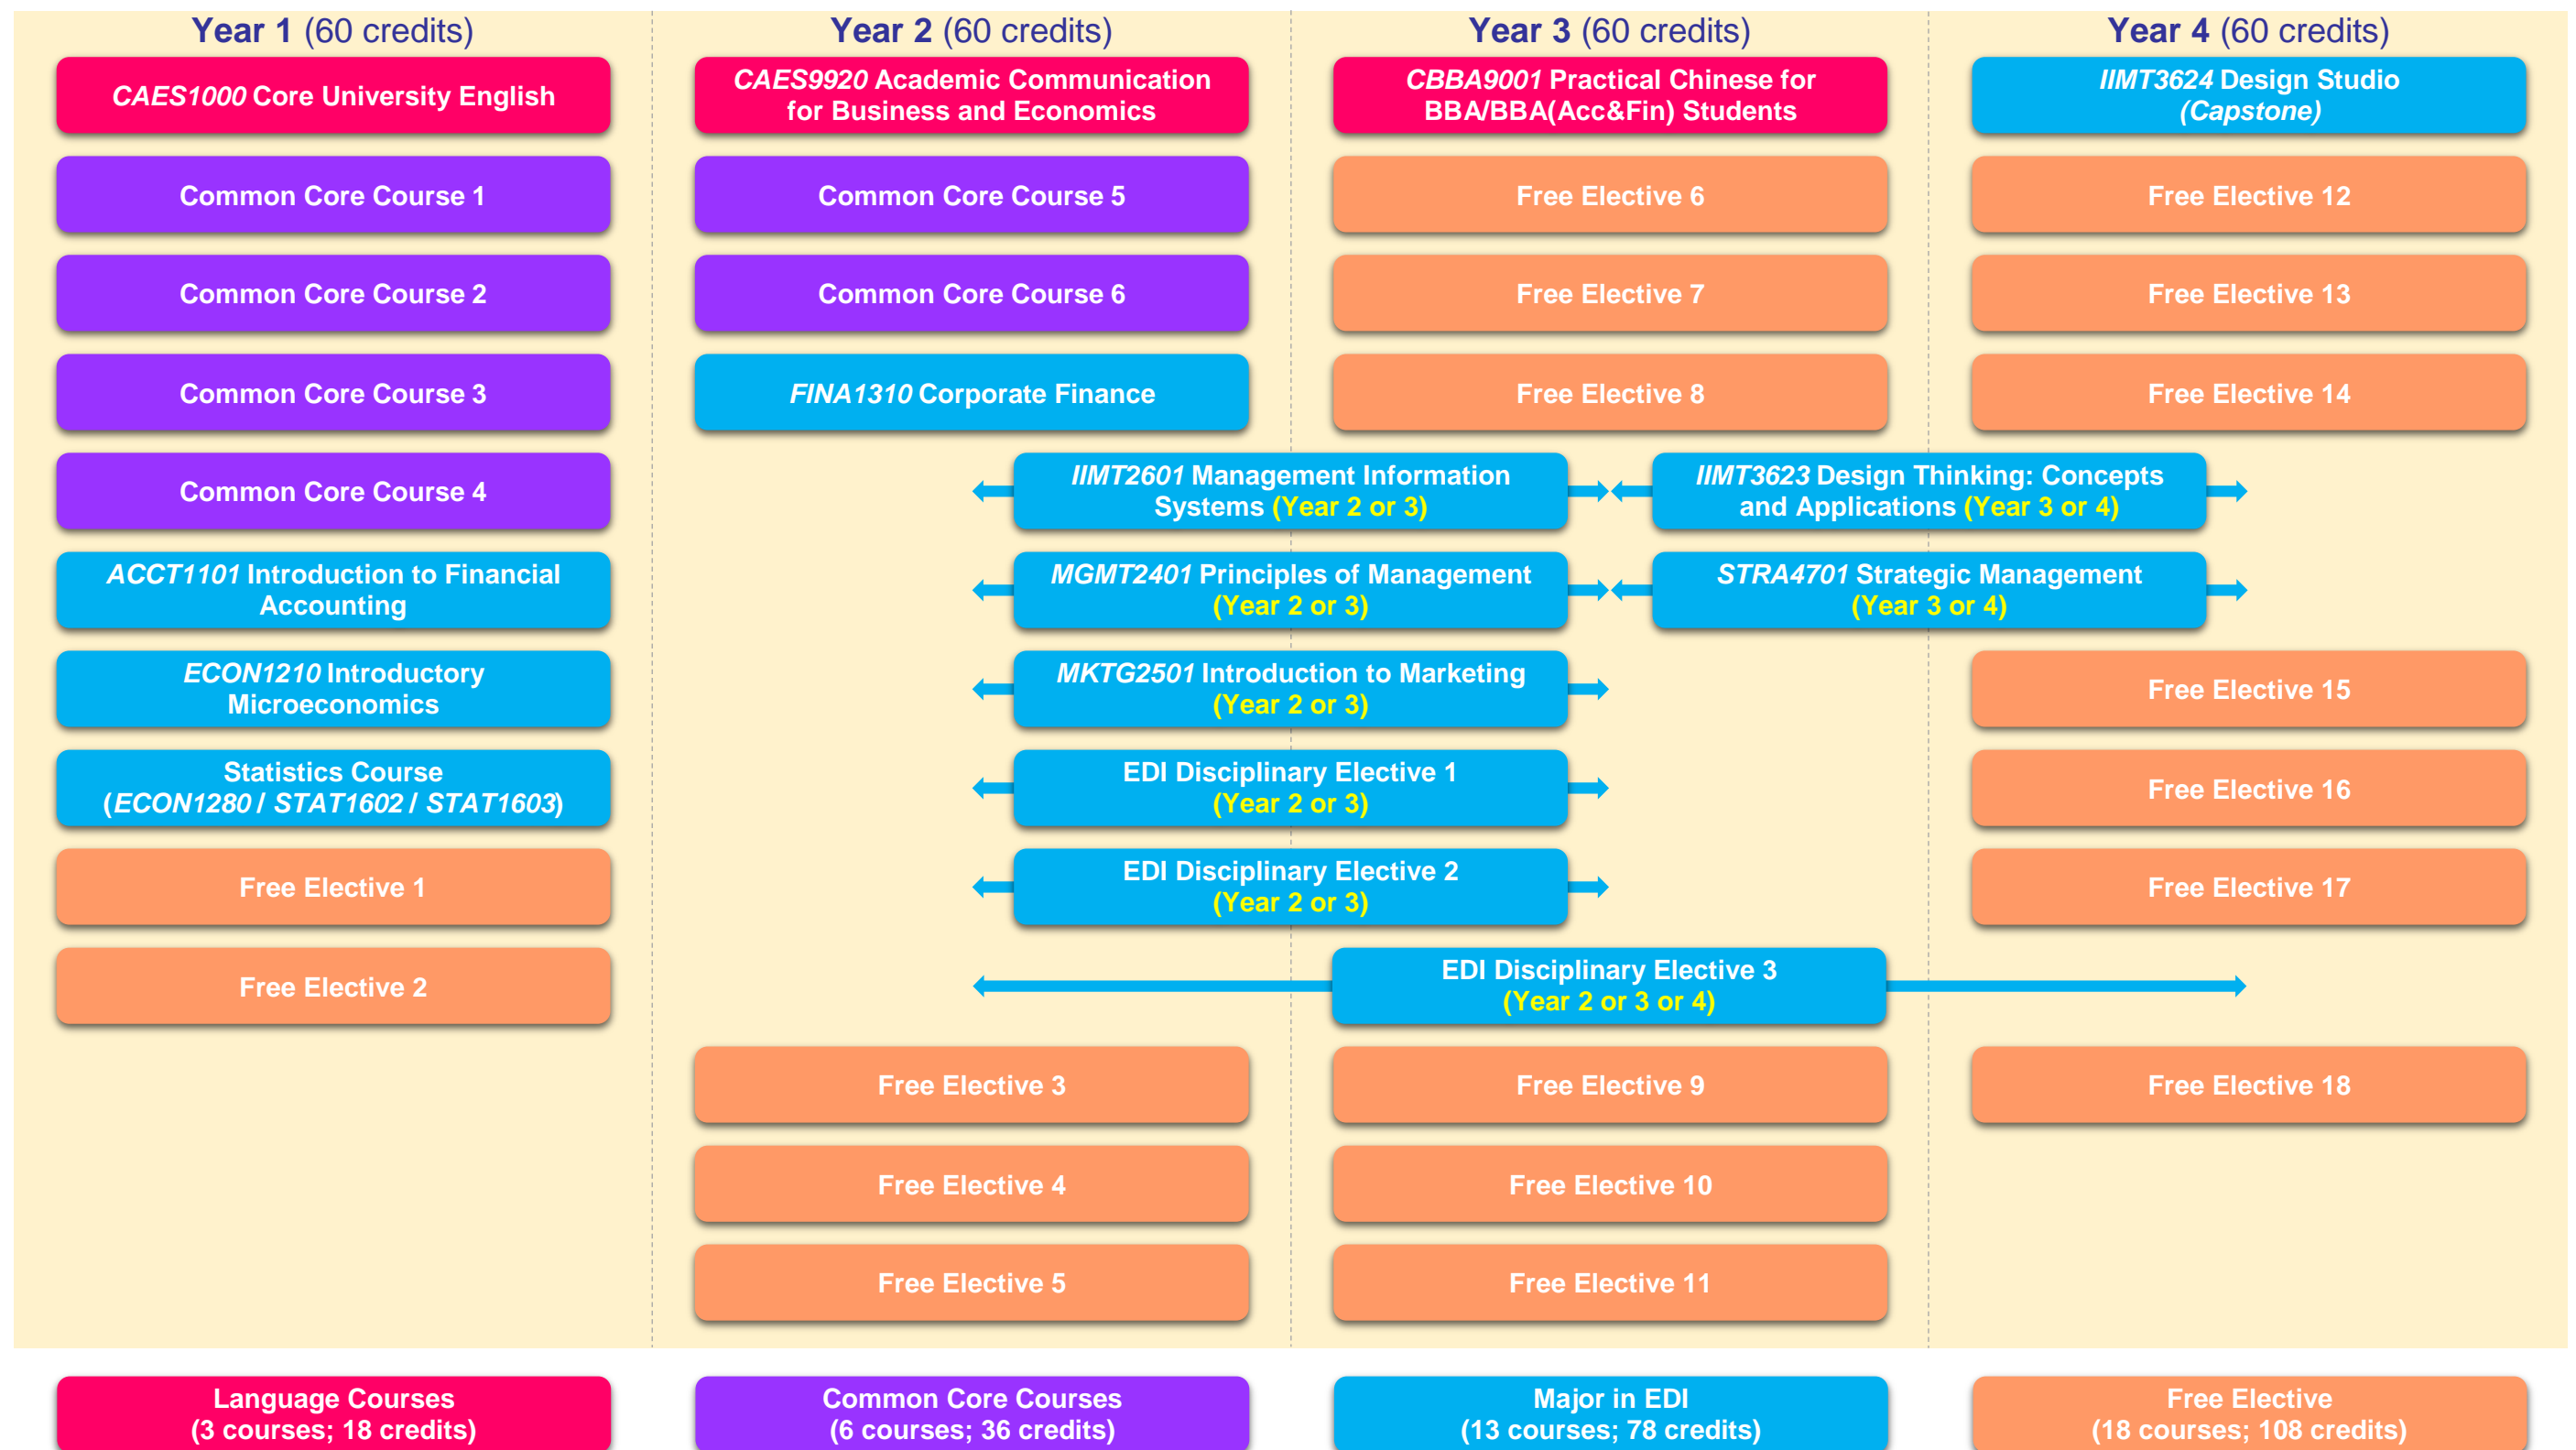 Year 1 (60 credits)
Year 2 (60 credits)
Year 3 (60 credits)
Year 4 (60 credits)
CAES1000 Core University English
CAES9920 Academic Communication
for Business and Economics
CBBA9001 Practical Chinese for
BBA/BBA(Acc&Fin) Students
IIMT3624 Design Studio
(Capstone)
Common Core Course 1
Common Core Course 5
Free Elective 6
Free Elective 12
Common Core Course 2
Common Core Course 6
Free Elective 7
Free Elective 13
Common Core Course 3
FINA1310 Corporate Finance
Free Elective 8
Free Elective 14
Common Core Course 4
IIMT2601 Management Information
Systems (Year 2 or 3)
IIMT3623 Design Thinking: Concepts
and Applications (Year 3 or 4)
ACCT1101 Introduction to Financial
Accounting
MGMT2401 Principles of Management
(Year 2 or 3)
STRA4701 Strategic Management
(Year 3 or 4)
ECON1210 Introductory
Microeconomics
MKTG2501 Introduction to Marketing
(Year 2 or 3)
Free Elective 15
Statistics Course
(ECON1280 / STAT1602 / STAT1603)
EDI Disciplinary Elective 1
(Year 2 or 3)
Free Elective 16
Free Elective 1
EDI Disciplinary Elective 2
(Year 2 or 3)
Free Elective 17
Free Elective 2
EDI Disciplinary Elective 3
(Year 2 or 3 or 4)
Free Elective 3
Free Elective 9
Free Elective 18
Free Elective 4
Free Elective 10
Free Elective 5
Free Elective 11
Language Courses
(3 courses; 18 credits)
Common Core Courses
(6 courses; 36 credits)
Major in EDI
(13 courses; 78 credits)
Free Elective
(18 courses; 108 credits)